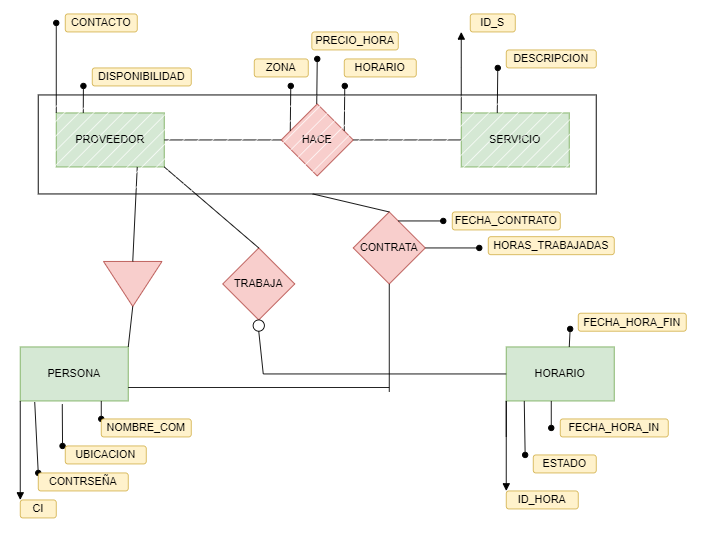 CONTACTO
ID_S
PRECIO_HORA
DESCRIPCION
ZONA
HORARIO
DISPONIBILIDAD
PROVEEDOR
HACE
SERVICIO
FECHA_CONTRATO
CONTRATA
HORAS_TRABAJADAS
TRABAJA
FECHA_HORA_FIN
PERSONA
HORARIO
NOMBRE_COM
FECHA_HORA_IN
UBICACION
ESTADO
CONTRSEÑA
ID_HORA
CI